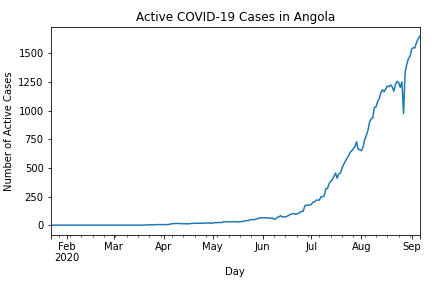 Active COVID-19 Cases in Angola
Number of Active Cases
1500
1250
1000
750
500
250
0
Feb Mar Apr May Jun Jul Aug Sep
2020
Day